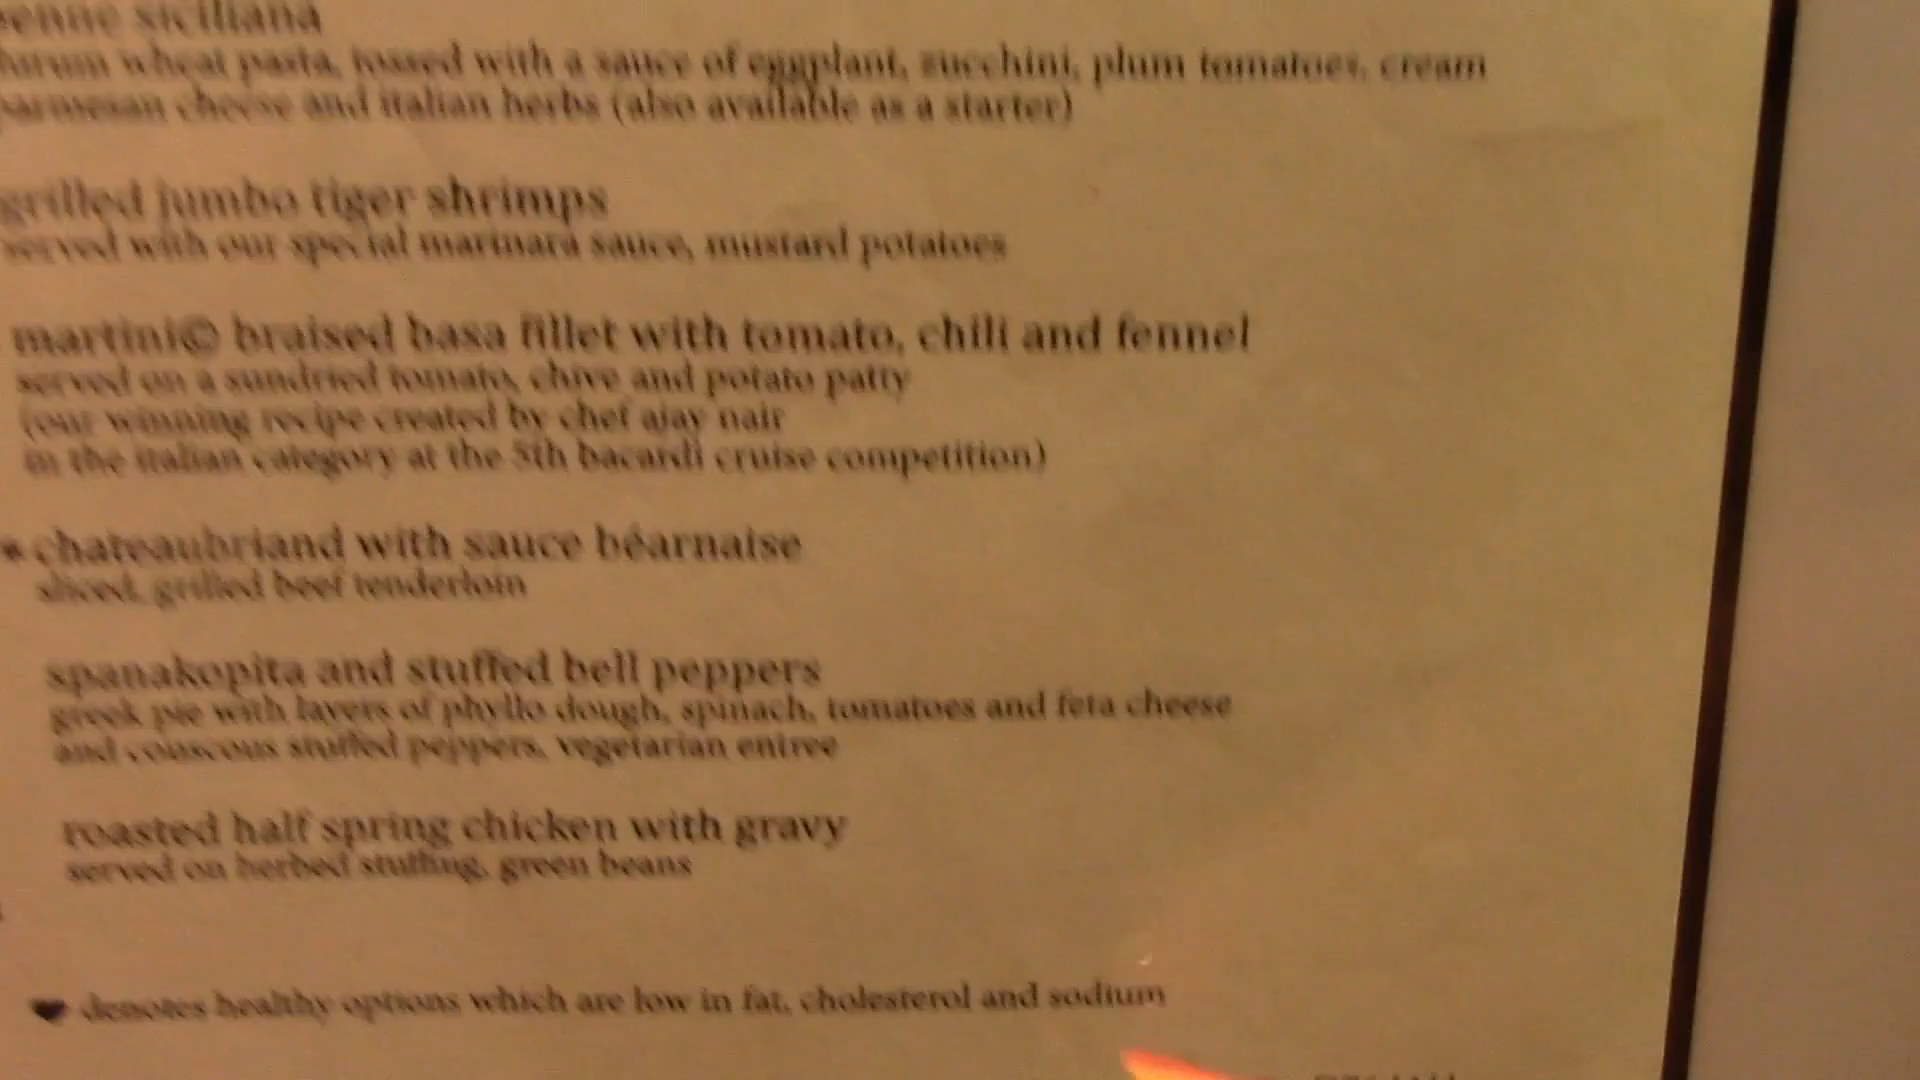 penne siciliana
durum wheat pasta, tossed with a sauce of eggplant, zucchini, plum tomatoes, cream
parmesan cheese and italian herbs (also available as a starter)
grilled jumbo tiger shrimps
served with our special marinara sauce, mustard potatoes
martini© braised basa fillet with tomato, chili and fennel
served on a sundried tomato, chive and potato patty
(our winning recipe created by chef ajay nair
in the italian category at the 5th bacardi cruise competition)
* chateaubriand with sauce béarnaise
sliced, grilled beef tenderloin
spanakopita and stuffed bell peppers
greek pie with layers of phyllo dough, spinach, tomatoes and feta cheese
and couscous stuffed peppers, vegetarian entree
roasted half spring chicken with gravy
served on herbed stuffing, green beans
♥ denotes healthy options which are low in fat, cholesterol and sodium